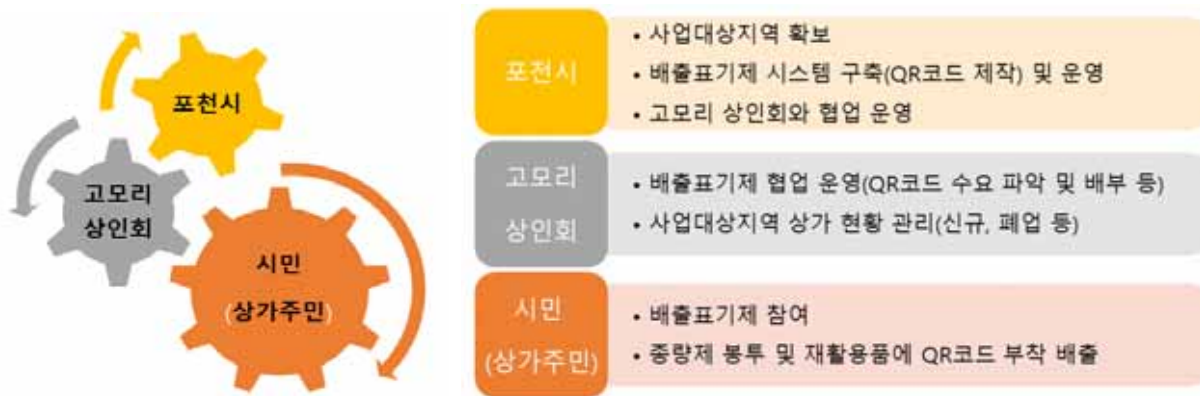 포천시
고모리
상인회
시민
(상가주민)
포천시
• 사업대상지역 확보
• 배출표기제 시스템 구축(QR코드 제작) 및 운영
• 고모리 상인회와 협업 운영
고모리
상인회
• 배출표기제 협업 운영(QR코드 수요 파악 및 배부 등)
• 사업대상지역 상가 현황 관리(신규, 폐업 등)
시민
(상가주민)
• 배출표기제 참여
• 종량제 봉투 및 재활용품에 QR코드 부착 배출